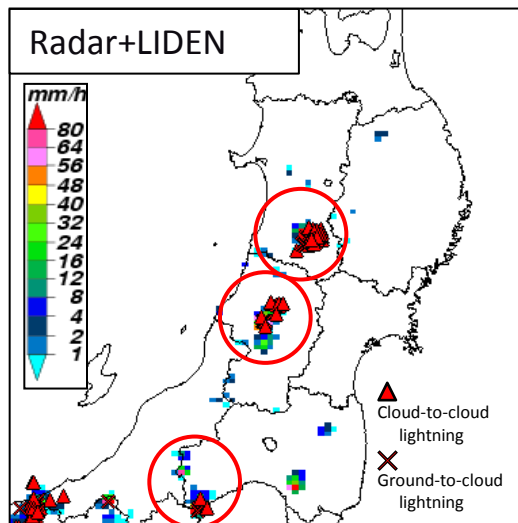 Radar+LIDEN
mm/h
80
64
56
48
40
32
24
16
12
8
4
2
1
Cloud-to-cloud
lightning
Ground-to-cloud
lightning